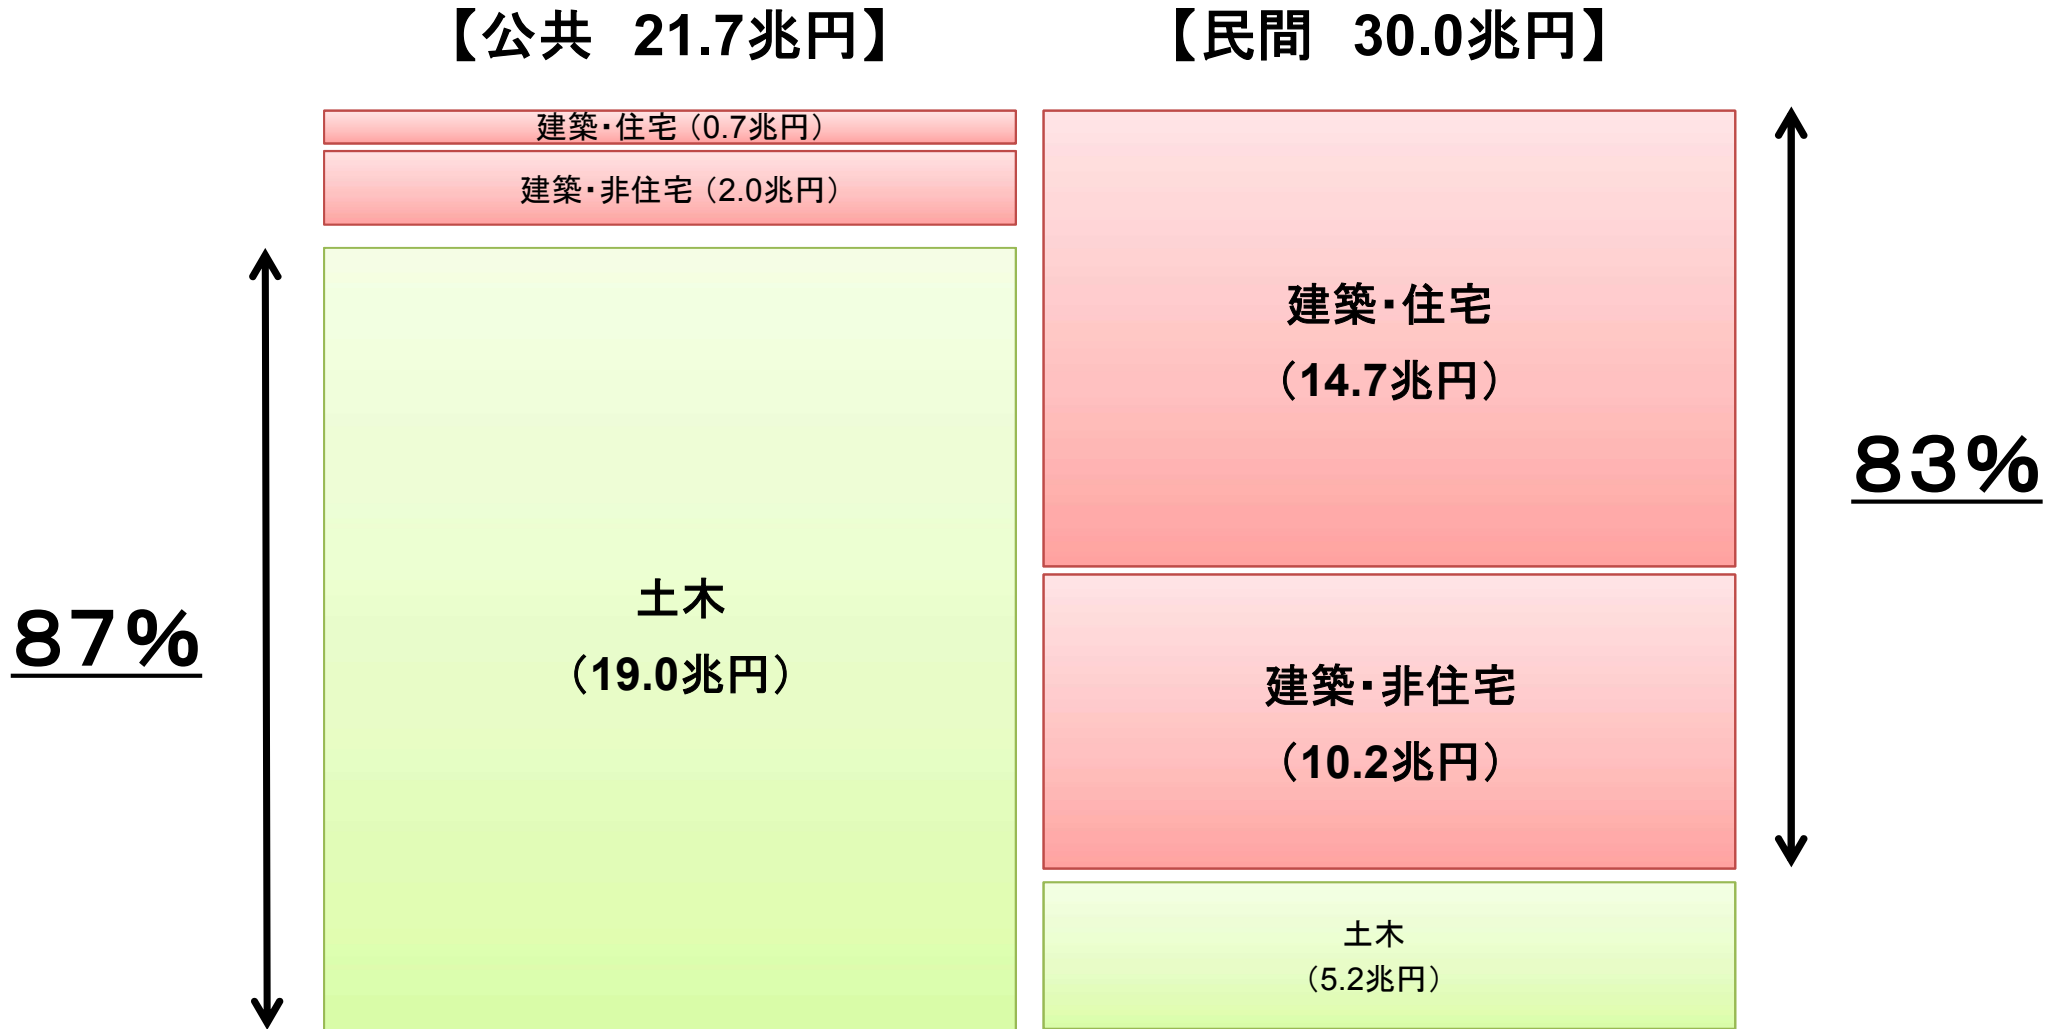 【公共　21.7兆円】
【民間　30.0兆円】
建築・住宅（0.7兆円）
建築・非住宅（2.0兆円）
土木
（19.0兆円）
87％
建築・住宅
（14.7兆円）
建築・非住宅
（10.2兆円）
土木
（5.2兆円）
83％